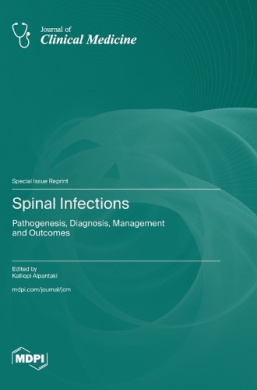 Journal of
Clinical Medicine
Special Issue Reprint
Spinal Infections
Pathogenesis, Diagnosis, Management
and Outcomes
Edited by
Kalliopi Alpantaki
mdpi.com/journal/jcm
MDPI